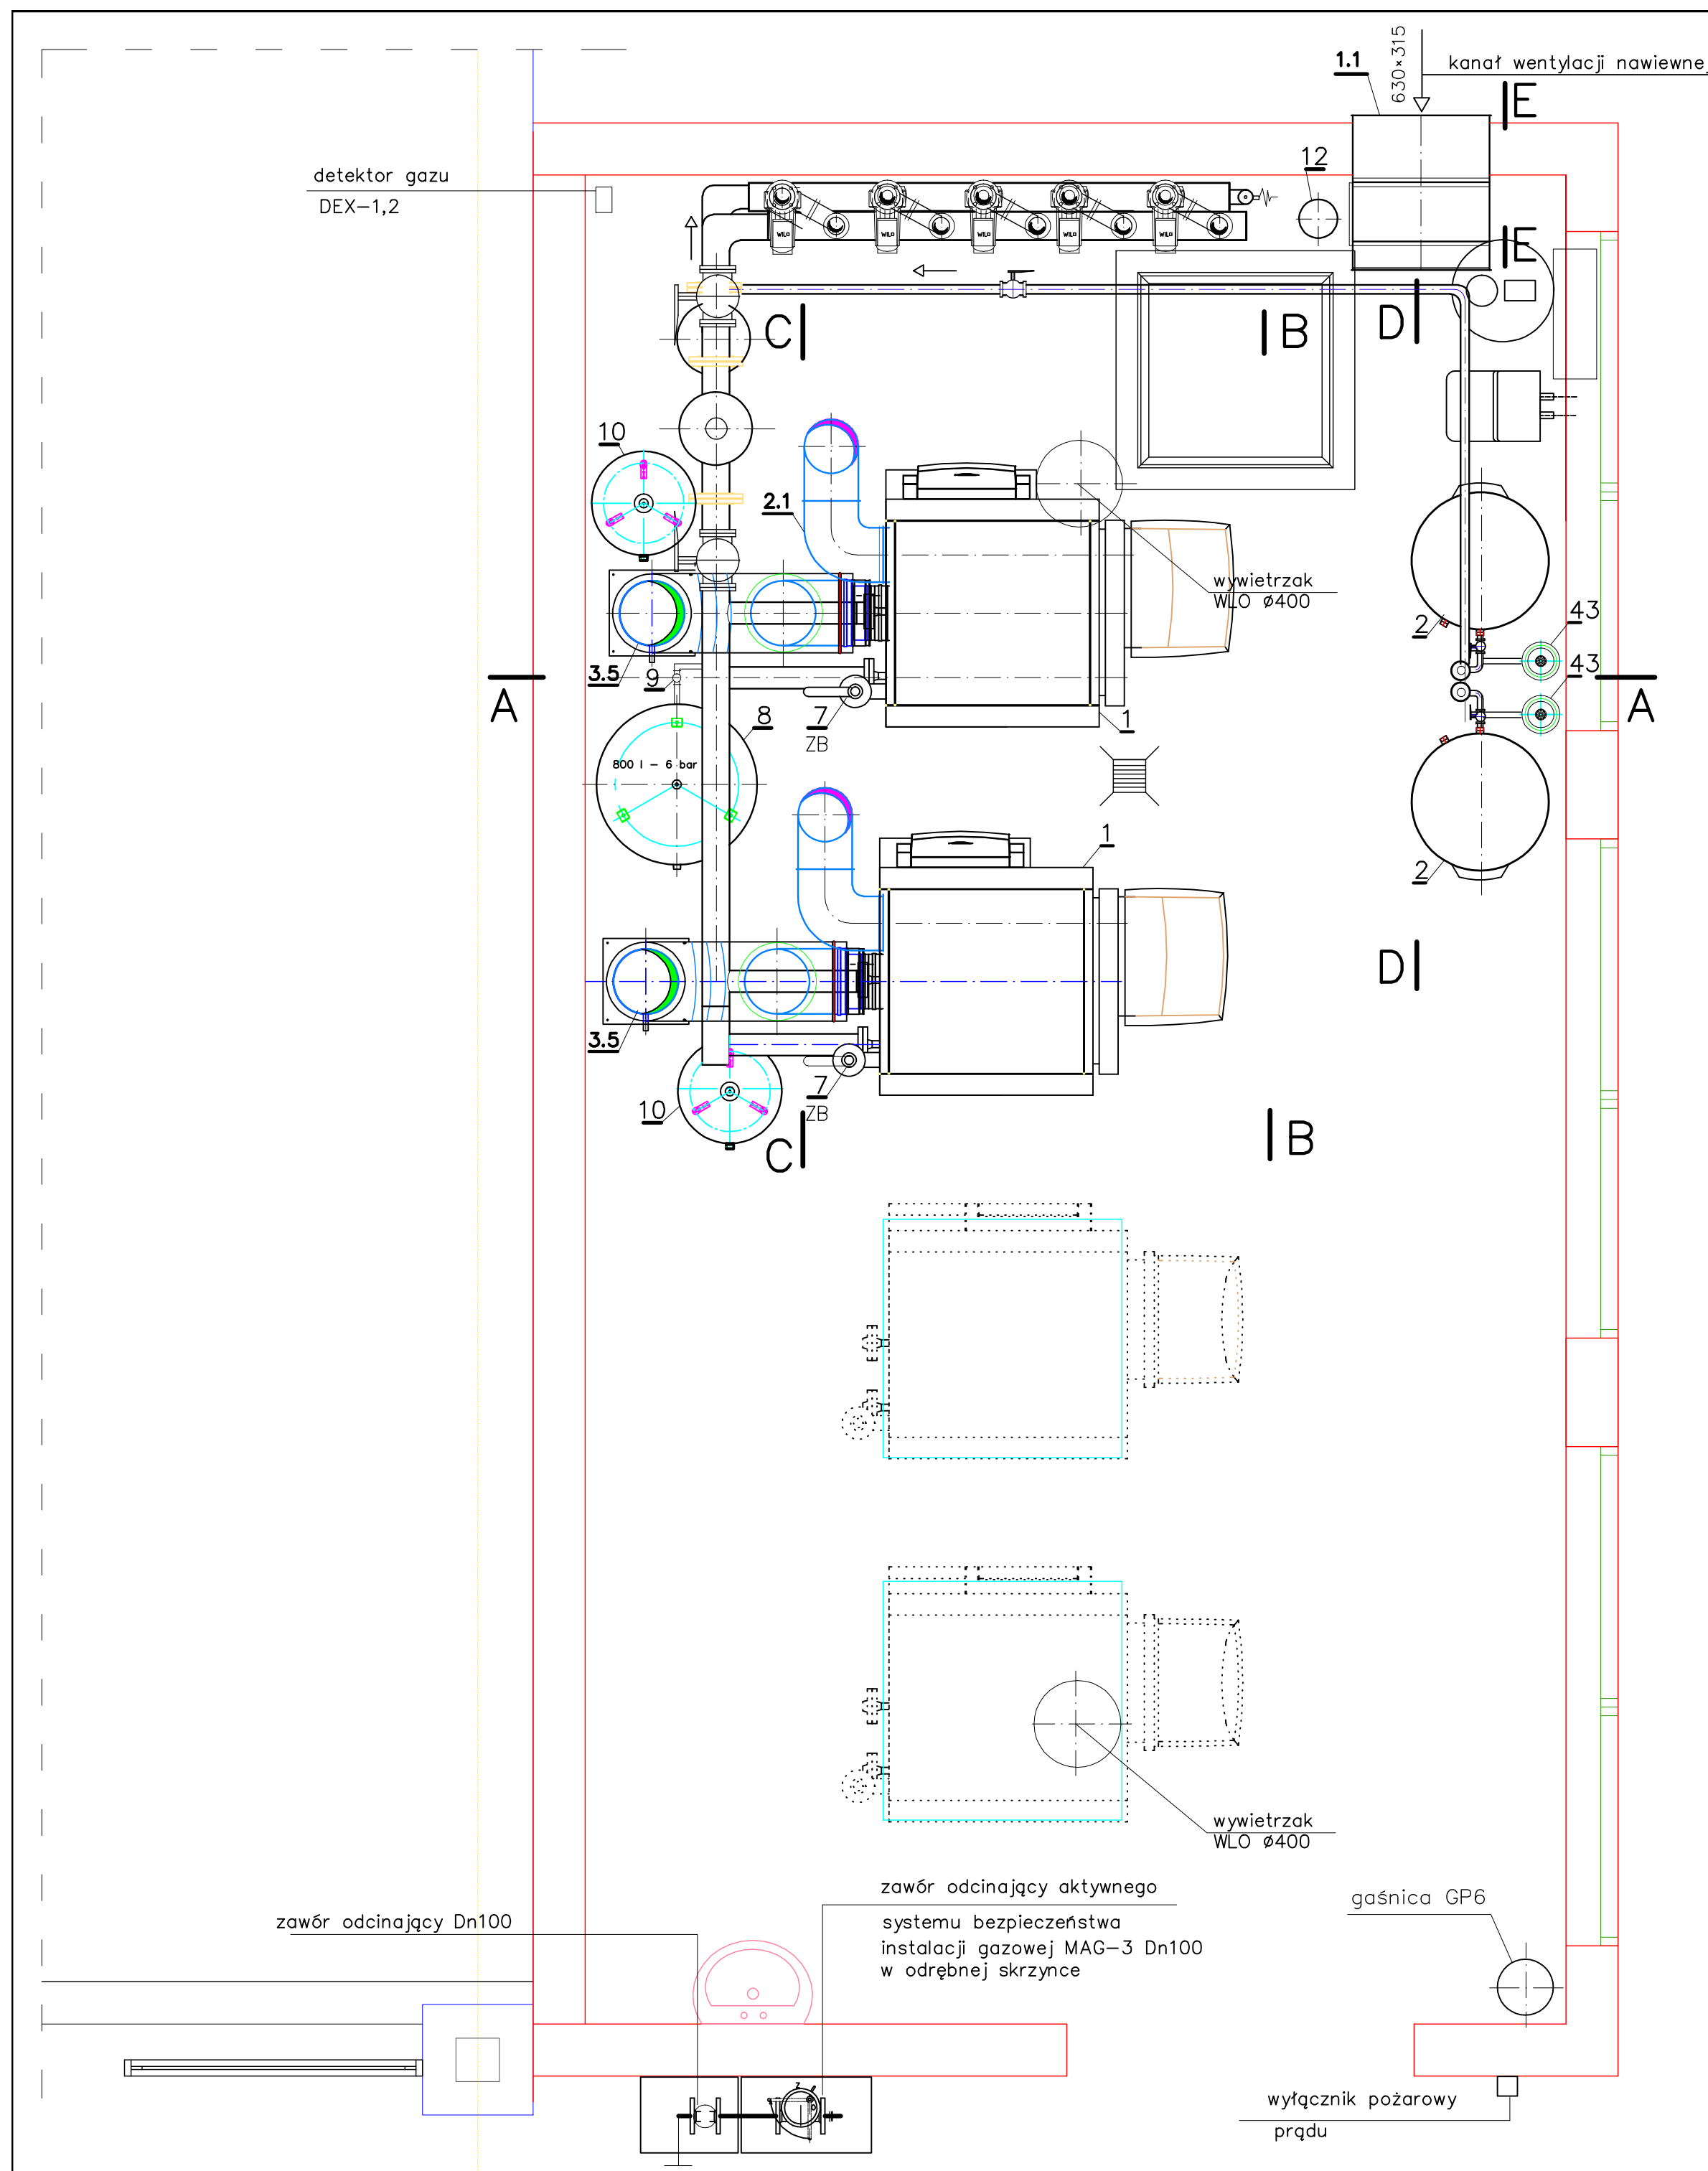 630×315
1.1
kanał wentylacji nawiewnej
E
12
detektor gazu
DEX-1,2
WILO
WILO
WILO
WILO
WILO
E
C
B
D
10
2.1
wywietrzak
WLO ø400
2
43
3.5
9
43
A
8
7
ZB
1
A
800 l - 6 bar
1
2
D
3.5
7
ZB
10
C
B
wywietrzak
WLO ø400
zawór odcinający aktywnego
systemu bezpieczeństwa
instalacji gazowej MAG-3 Dn100
w odrębnej skrzynce
gaśnica GP6
zawór odcinający Dn100
Z
wyłącznik pożarowy
prądu